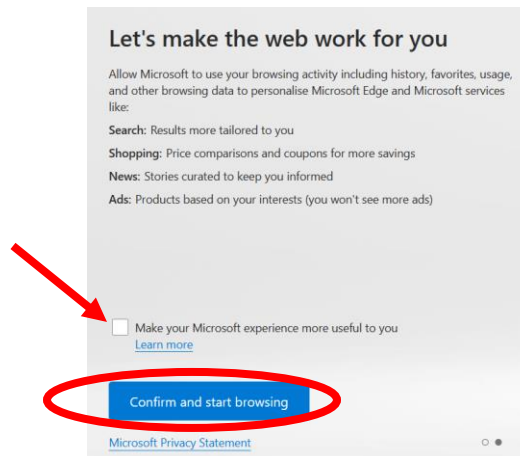 Let's make the web work for you
Allow Microsoft to use your browsing activity including history, favorites, usage,
and other browsing data to personalise Microsoft Edge and Microsoft services
like:
Search: Results more tailored to you
Shopping: Price comparisons and coupons for more savings
News: Stories curated to keep you informed
Ads: Products based on your interests (you won't see more ads)
Make your Microsoft experience more useful to you
Learn more
Confirm and start browsing
Microsoft Privacy Statement